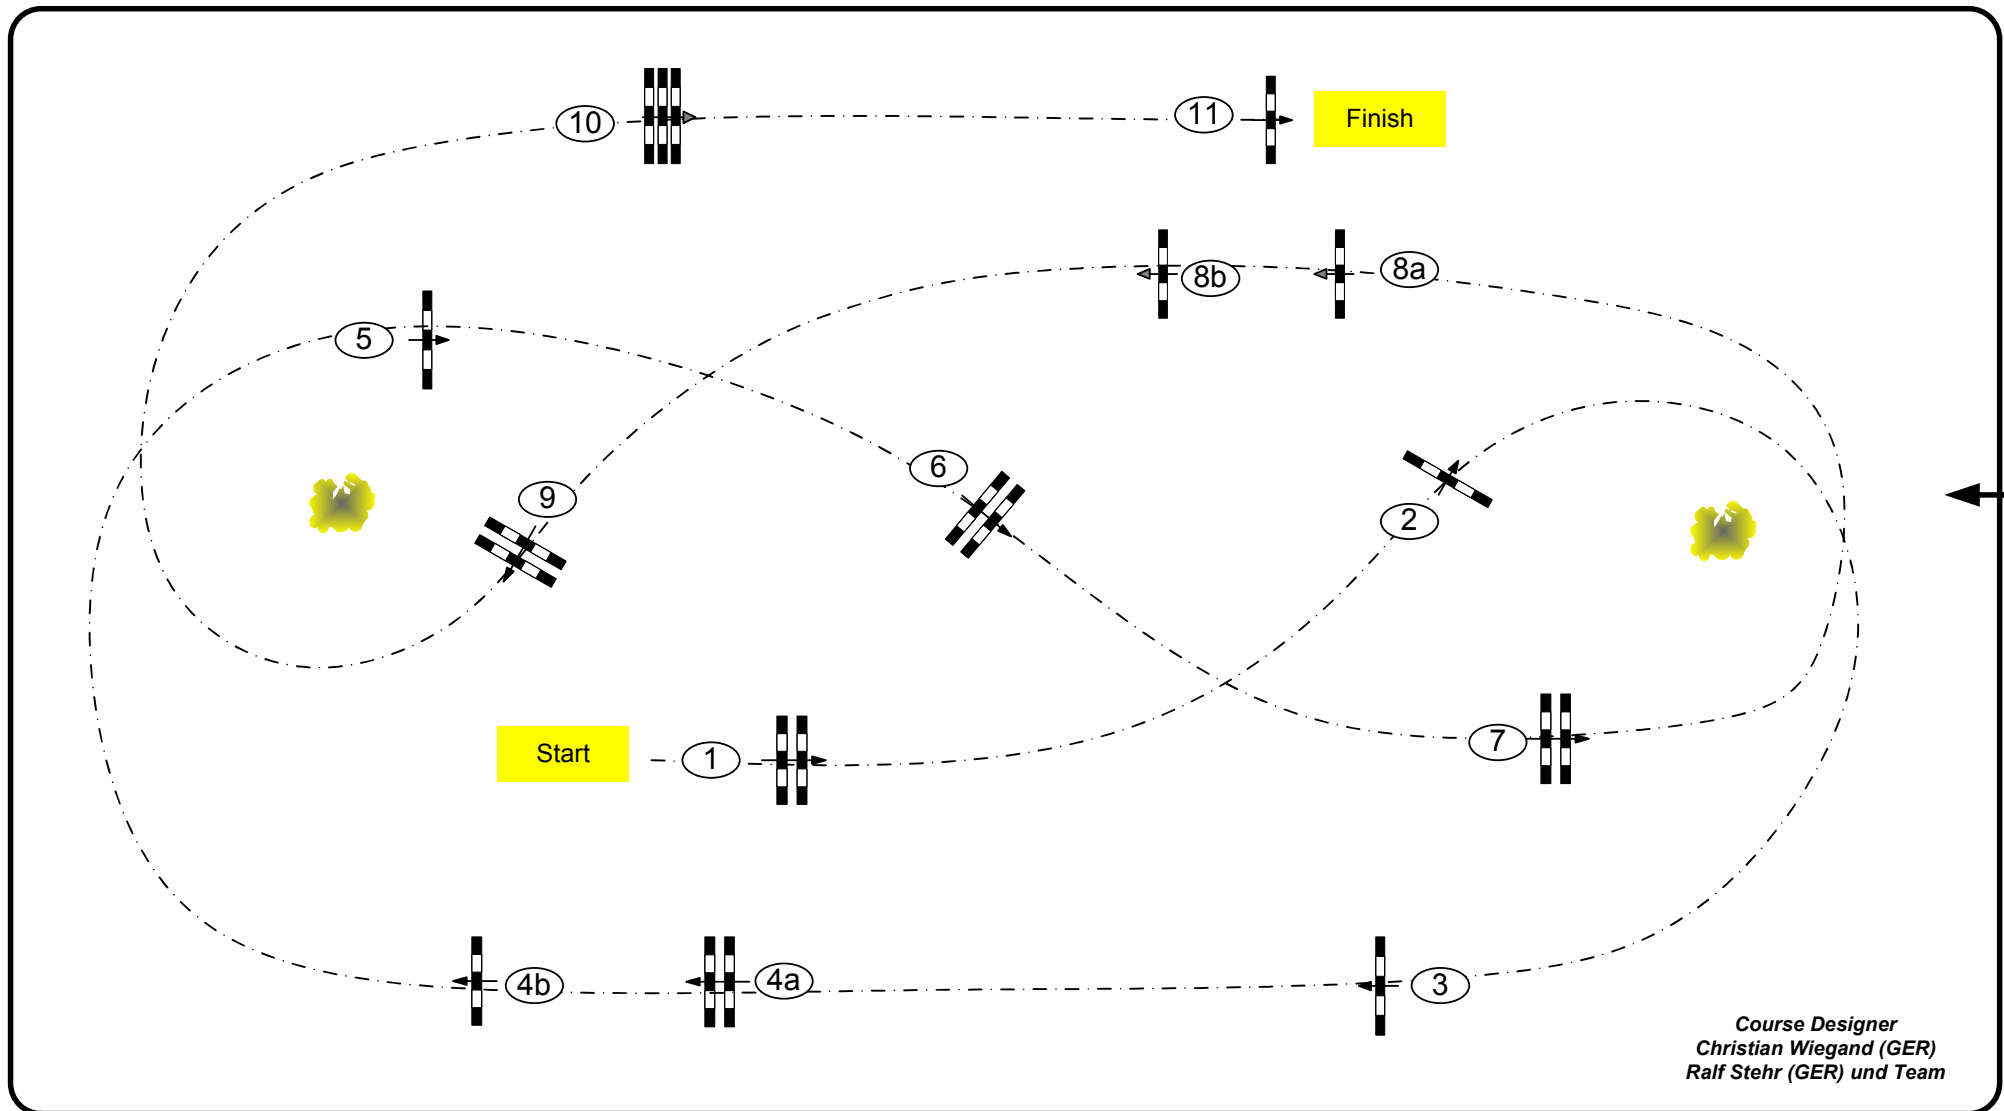 10
11
Finish
8b
8a
5
6
9
2
Start
1
7
4b
4a
3
Course Designer
Christian Wiegand (GER)
Ralf Stehr (GER) und Team